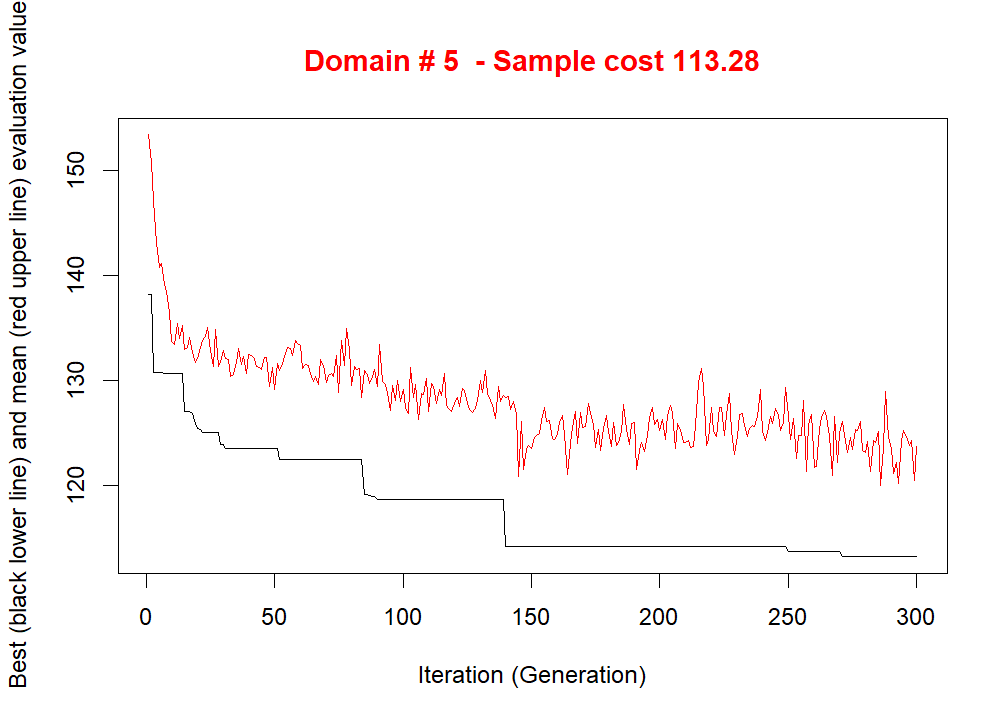 Domain # 5  - Sample cost 113.28
Best (black lower line) and mean (red upper line) evaluation value
150
140
130
120
0 50 100 150 200 250 300
Iteration (Generation)